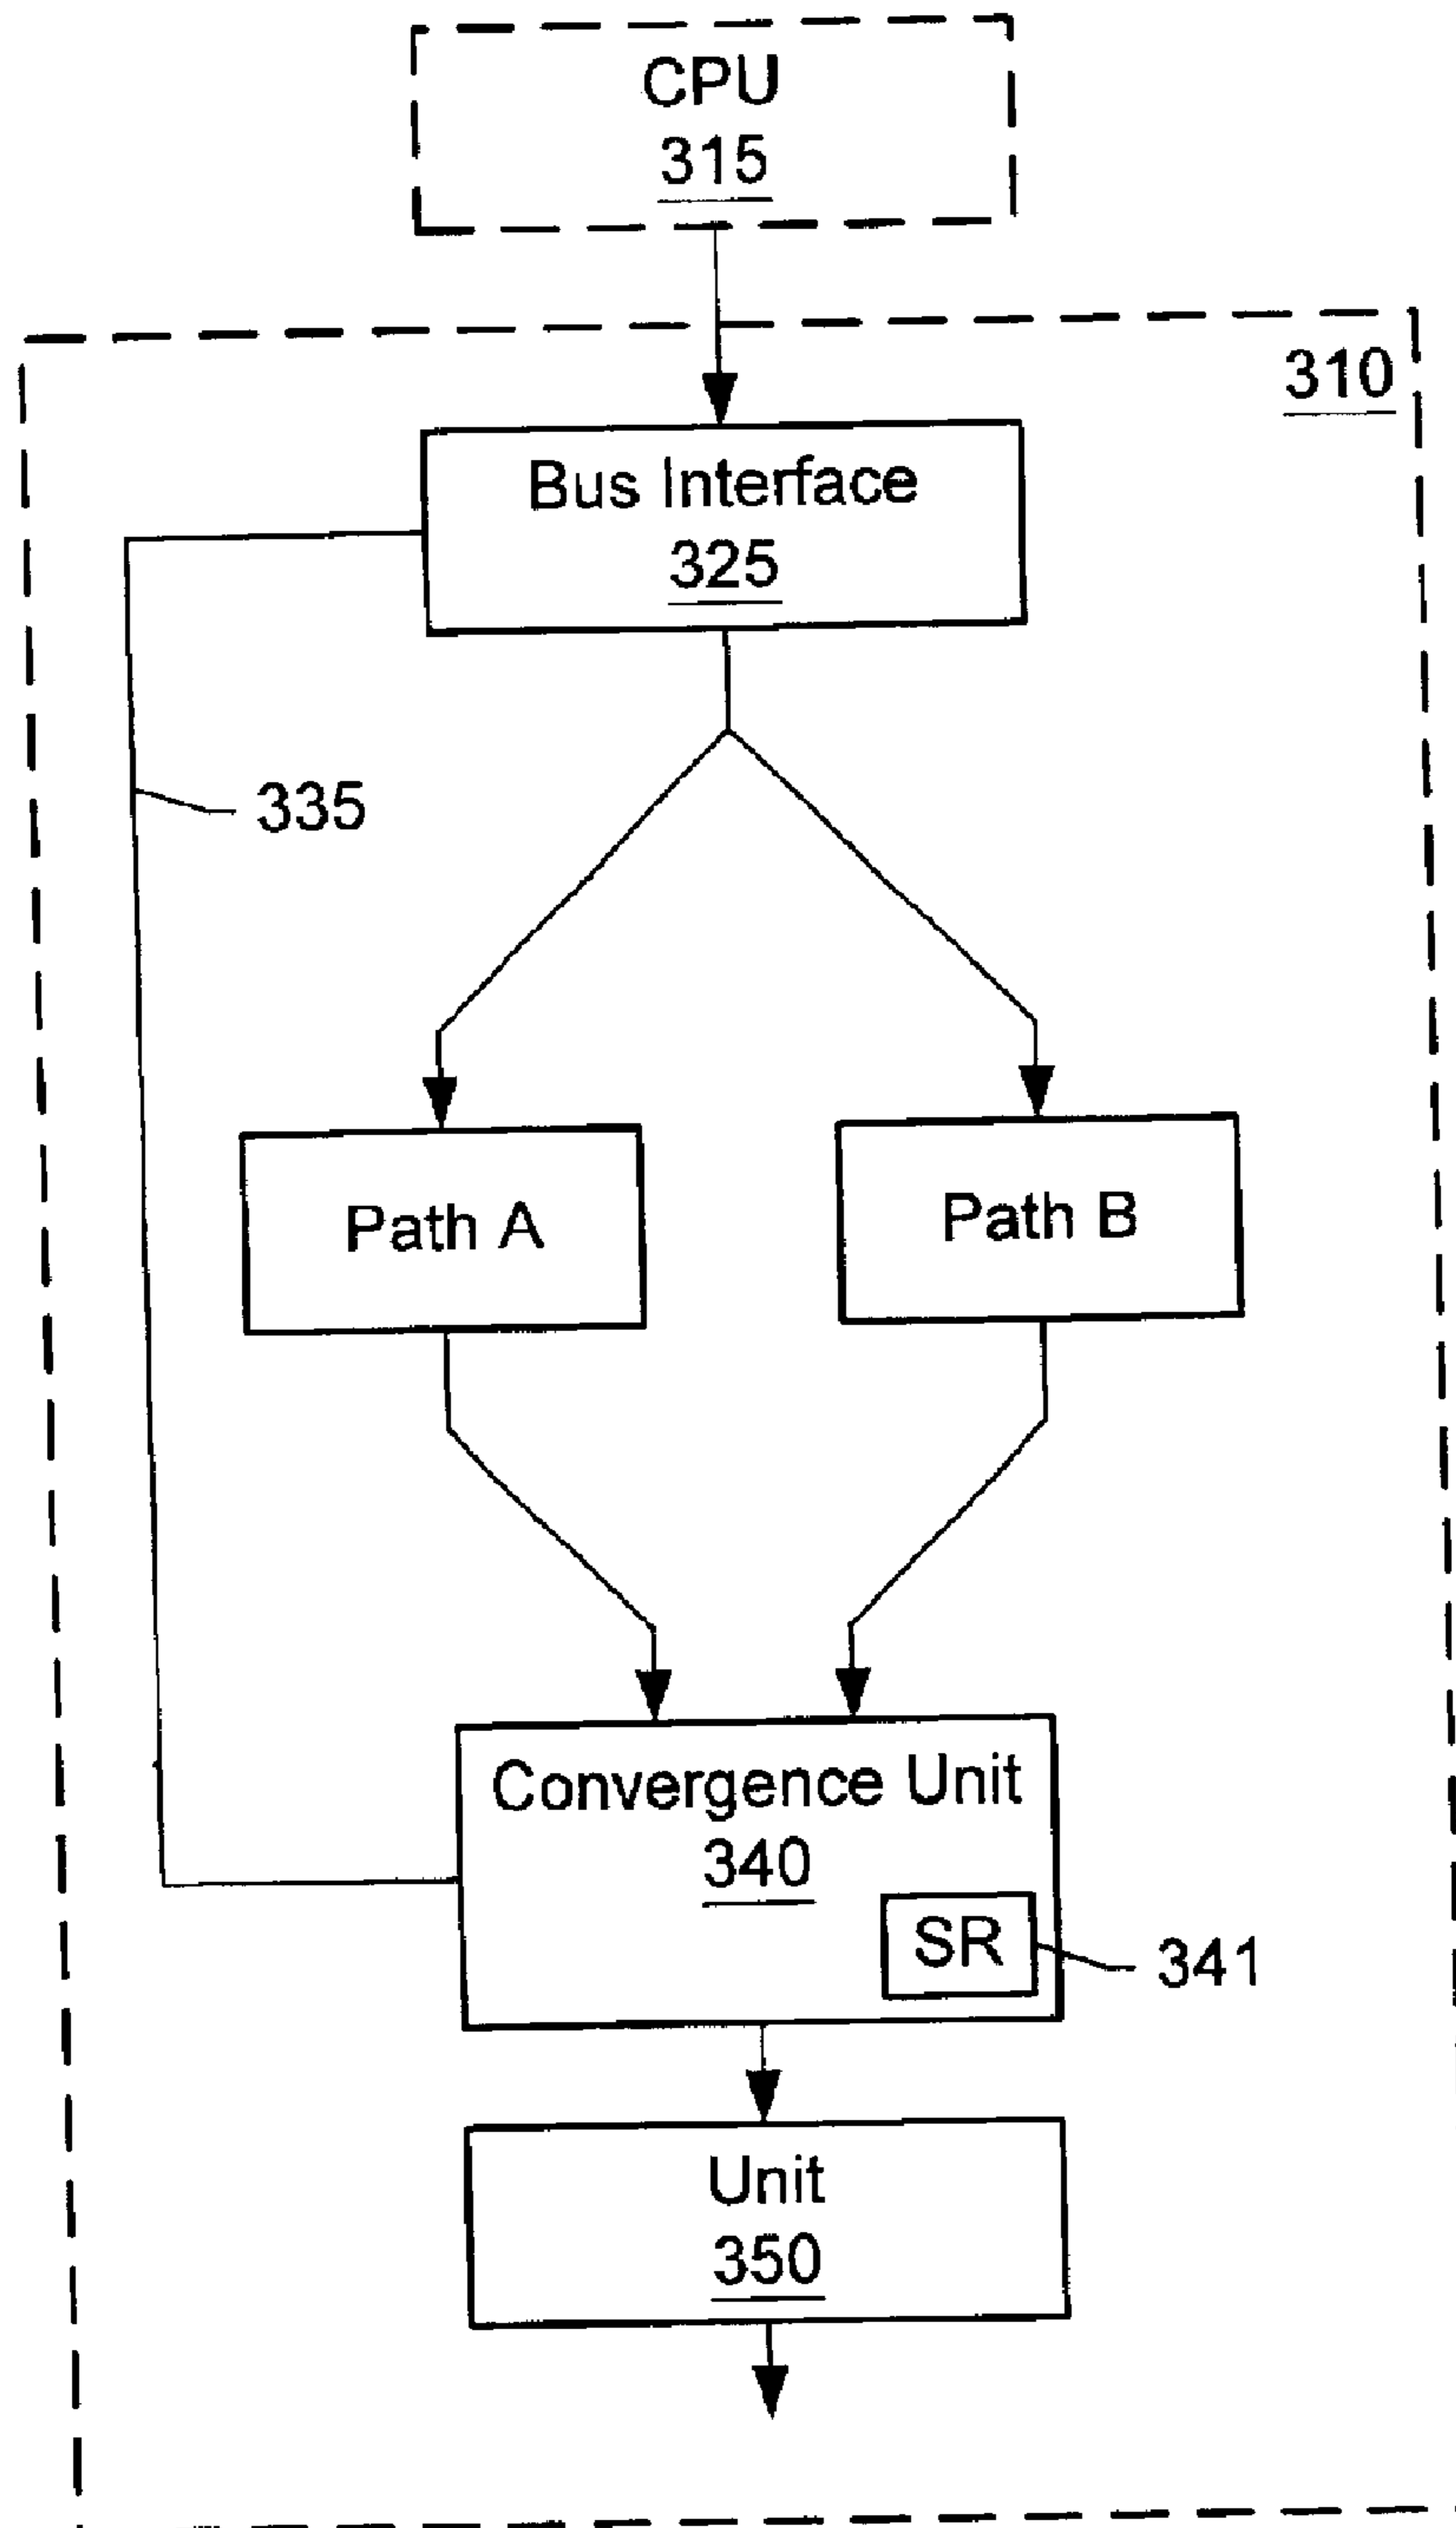 CPU
315
310
Bus Interface
325
335
Path A
Path B
Convergence Unit
340
SR
341
Unit
350